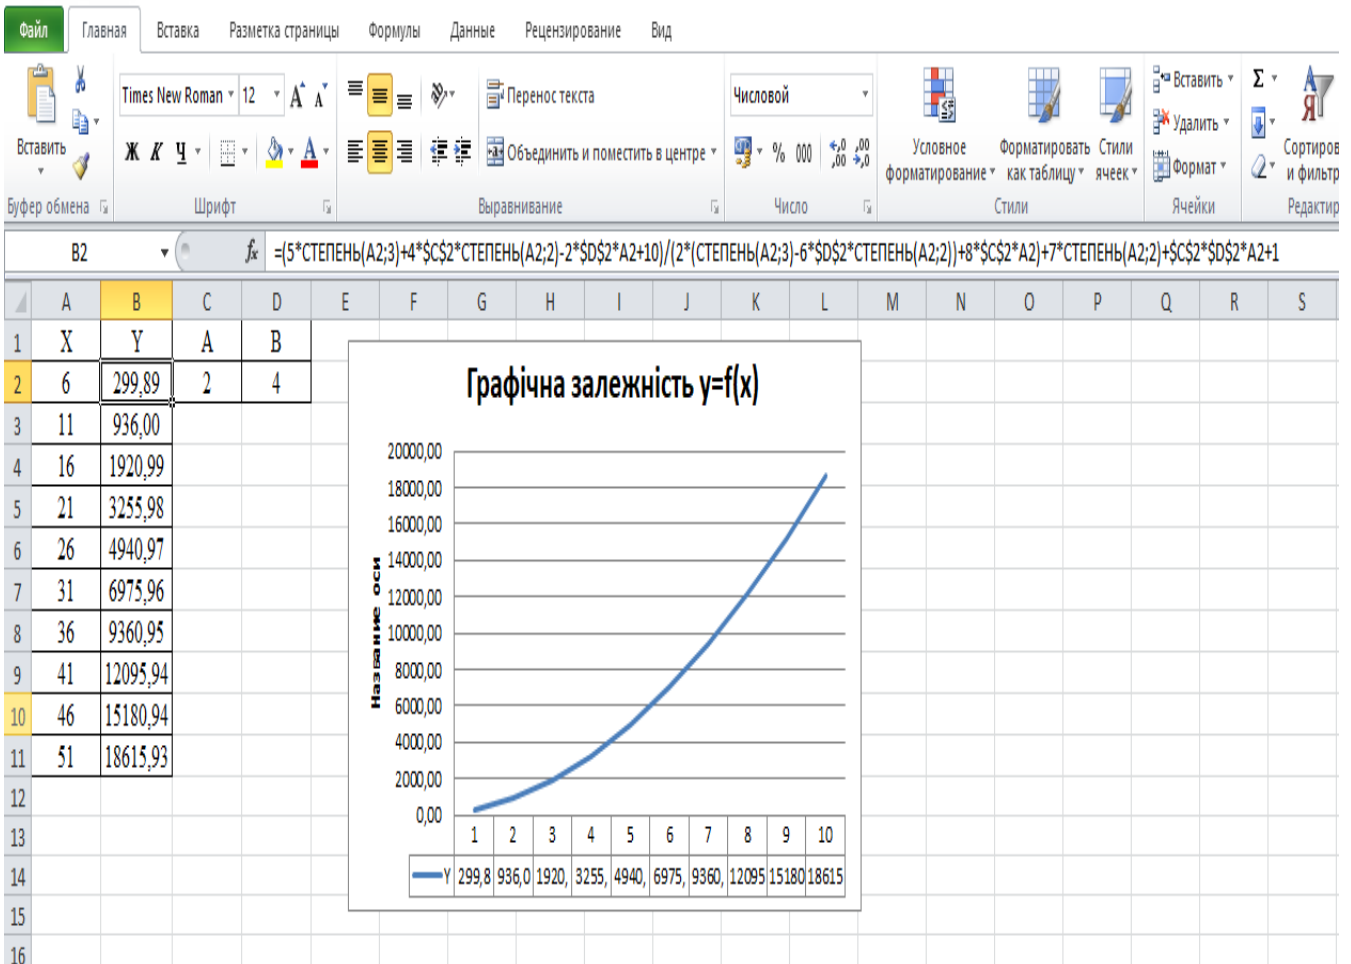 Файл Главная Вставка Разметка страницы Формулы Данные Рецензирование Вид
Times New Roman 12 А А Перенос текста Числовой Вставить Σ А Я
Вставить Ж К Ч А Объединить и поместить в центре % 000 ,0 ,00 ,00 ,0 Условное форматирование Форматировать как таблицу Стили ячеек Удалить Формат Сортиров и фильтр
Буфер обмена Шрифт Выравнивание Число Стили Ячейки Редактир
B2 fx =(5*СТЕПЕНЬ(A2;3)+4*$C$2*СТЕПЕНЬ(A2;2)-2*$D$2*A2+10)/(2*(СТЕПЕНЬ(A2;3)-6*$D$2*СТЕПЕНЬ(A2;2))+8*$C$2*A2)+7*СТЕПЕНЬ(A2;2)+$C$2*$D$2*A2+1
A B C D E F G H I J K L M N O P Q R S
1 X Y A B
2 6 299,89 2 4
3 11 936,00
4 16 1920,99
5 21 3255,98
6 26 4940,97
7 31 6975,96
8 36 9360,95
9 41 12095,94
10 46 15180,94
11 51 18615,93
12
13
14
15
16
Графічна залежність y=f(x)
Название оси
20000,00
18000,00
16000,00
14000,00
12000,00
10000,00
8000,00
6000,00
4000,00
2000,00
0,00
1 2 3 4 5 6 7 8 9 10
Y 299,8 936,0 1920, 3255, 4940, 6975, 9360, 12095 15180 18615